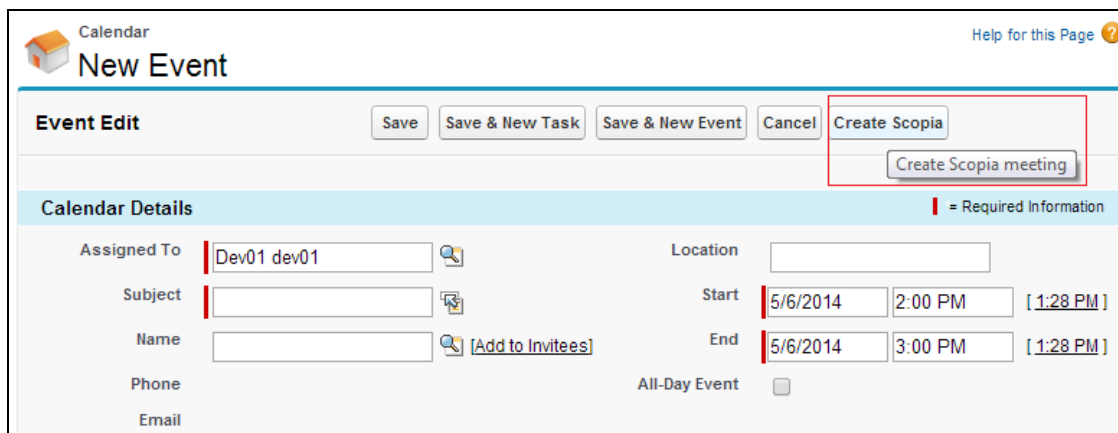 Calendar
Help for this Page
New Event
Event Edit Save Save & New Task Save & New Event Cancel Create Scopia
Create Scopia meeting
Calendar Details = Required Information
Assigned To Dev01 dev01 Location
Subject Start 5/6/2014 2:00 PM [ 1:28 PM ]
Name [Add to Invitees] End 5/6/2014 3:00 PM [ 1:28 PM ]
Phone All-Day Event
Email